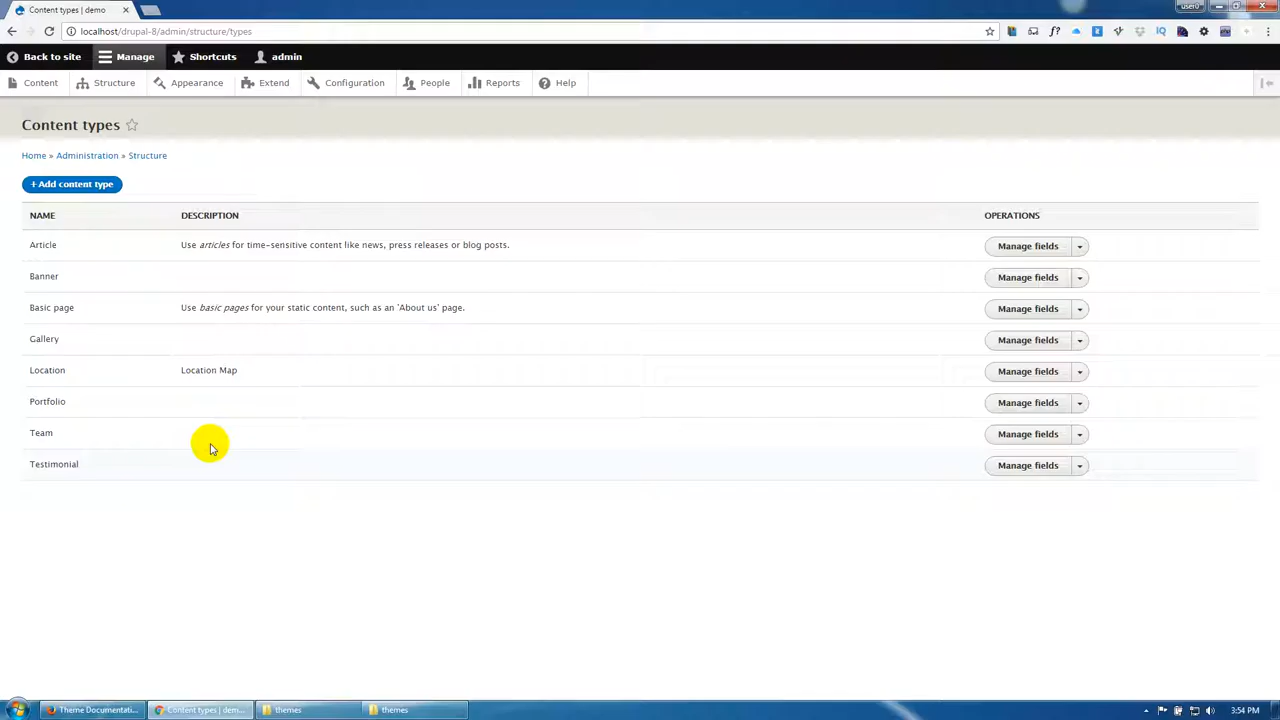 Content types | demo
user0
localhost/drupal-8/admin/structure/types
Back to site Manage Shortcuts admin
Content Structure Appearance Extend Configuration People Reports Help
Content types
Home » Administration » Structure
+Add content type
NAME DESCRIPTION OPERATIONS
Article Use articles for time-sensitive content like news, press releases or blog posts. Manage fields
Banner Manage fields
Basic page Use basic pages for your static content, such as an 'About us' page. Manage fields
Gallery Manage fields
Location Location Map Manage fields
Portfolio Manage fields
Team Manage fields
Testimonial Manage fields
Theme Documentati... Content types | dem... themes themes 3:54 PM